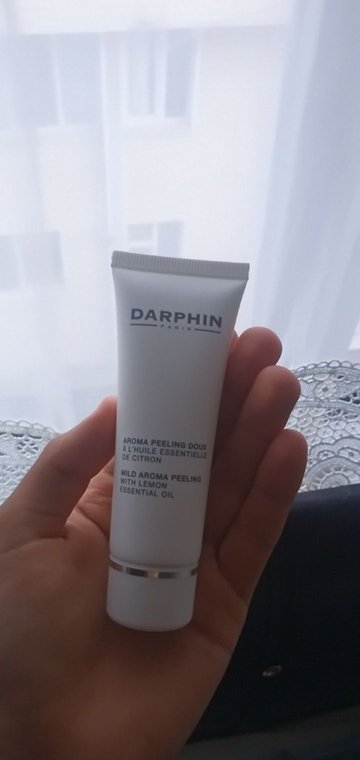 DARPHIN
PARIS
AROMA PEELING DOUX
À L'HUILE ESSENTIELLE
DE CITRON
MILD AROMA PEELING
WITH LEMON
ESSENTIAL OIL